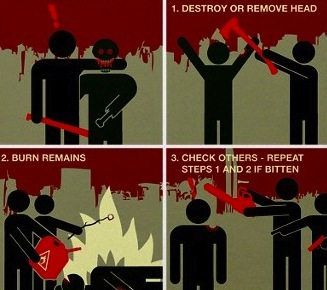 1. DESTROY OR REMOVE HEAD
2. BURN REMAINS
3. CHECK OTHERS - REPEAT
STEPS 1 AND 2 IF BITTEN